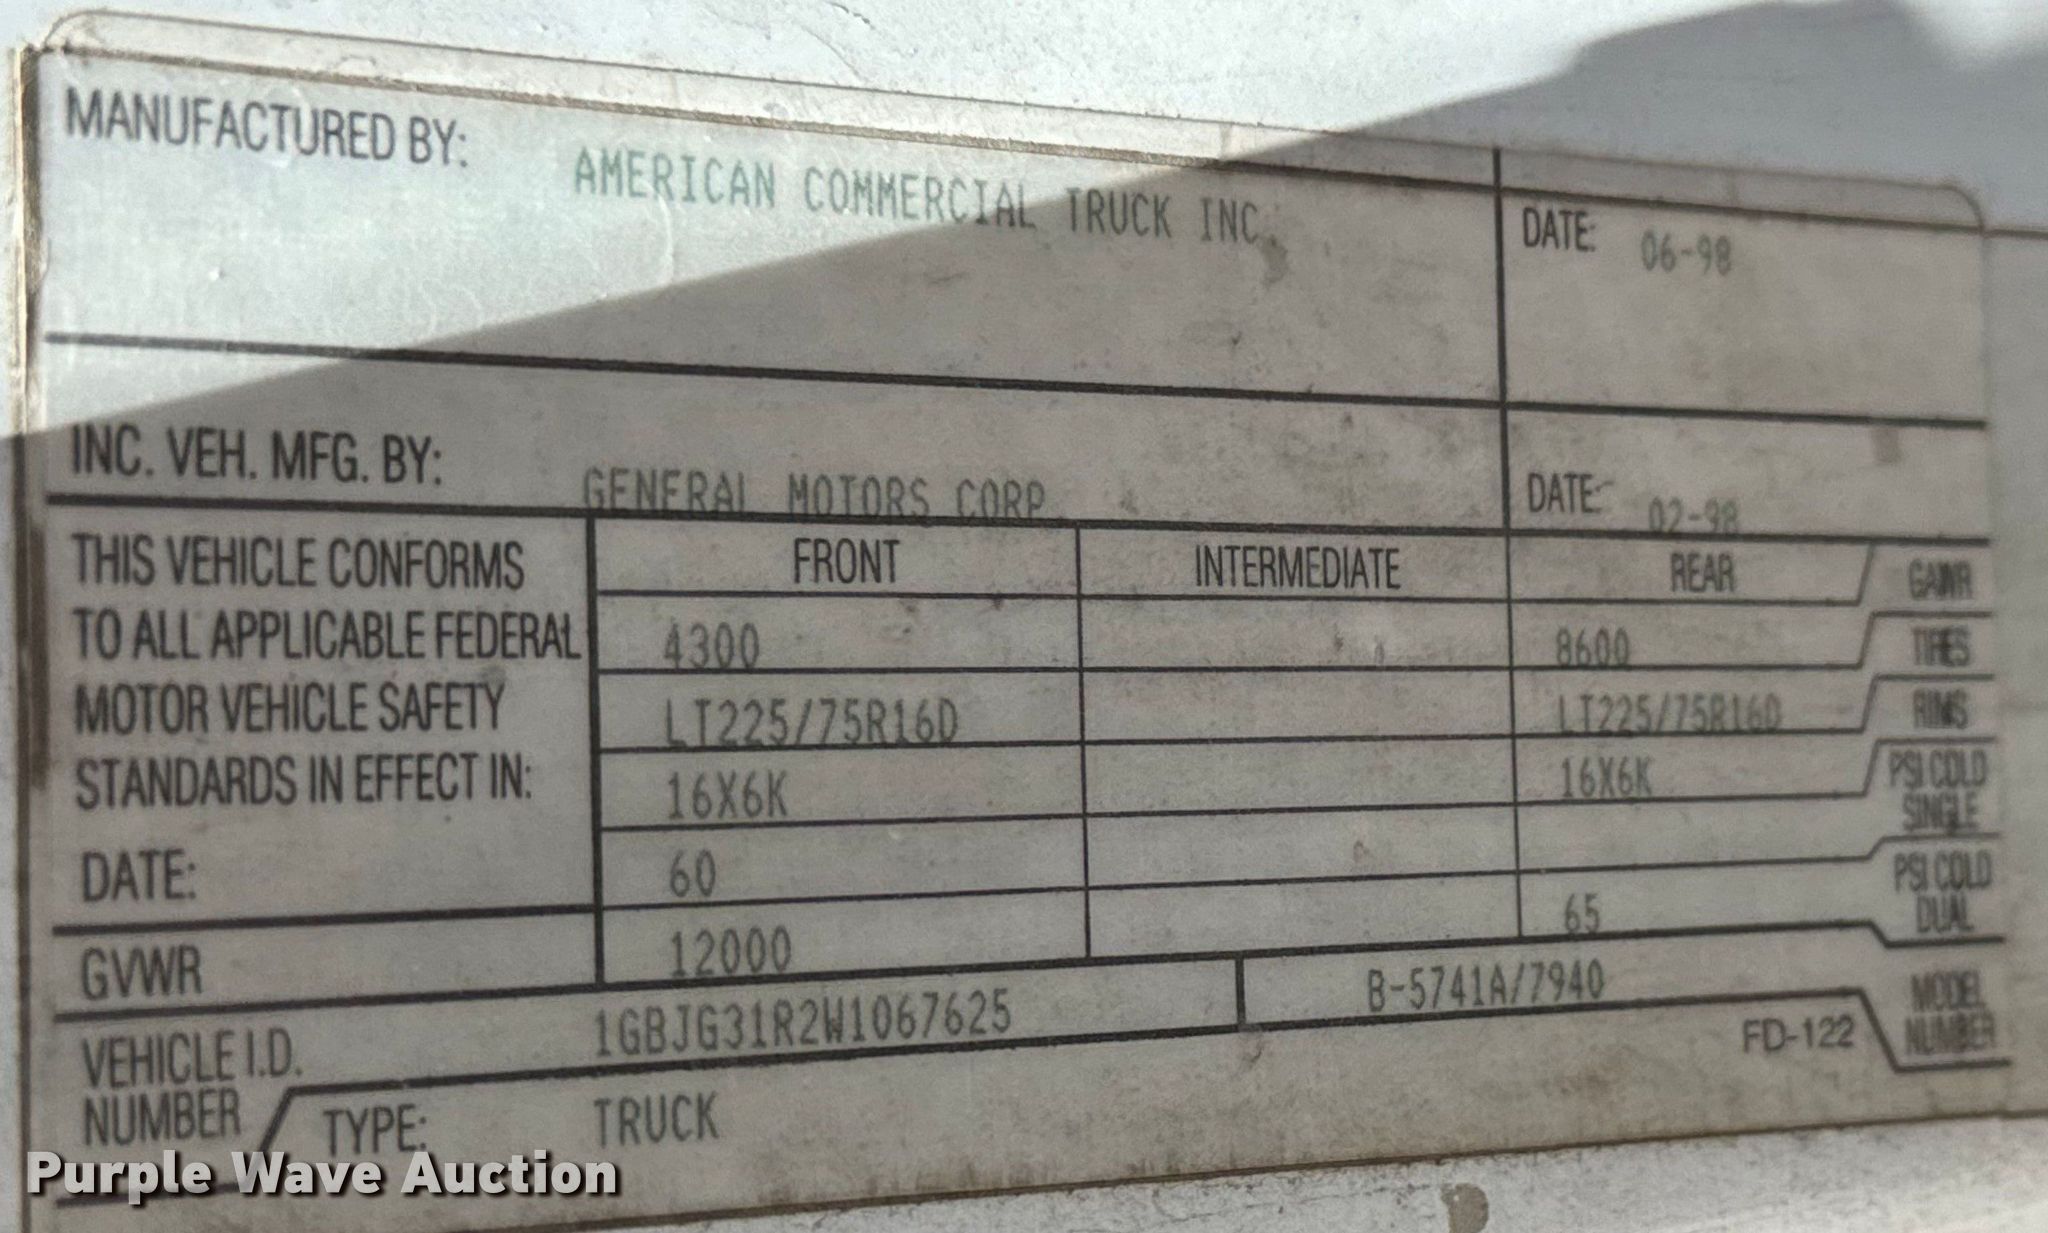 MANUFACTURED BY: AMERICAN COMMERCIAL TRUCK INC. DATE: 06-98
INC. VEH. MFG. BY: GENERAL MOTORS CORP DATE: 02-98
THIS VEHICLE CONFORMS
TO ALL APPLICABLE FEDERAL
MOTOR VEHICLE SAFETY
STANDARDS IN EFFECT IN:
DATE:
FRONT INTERMEDIATE REAR GAWR
4300 8600 TIRES
LT225/75R16D LT225/75R16D RIMS
16X6K 16X6K PSI COLD
SINGLE
60 65 PSI COLD
DUAL
GVWR 12000
VEHICLE I.D.
NUMBER 1GBJG31R2W1067625 B-5741A/7940 MODEL
NUMBER
FD-122
TYPE: TRUCK
Purple Wave Auction